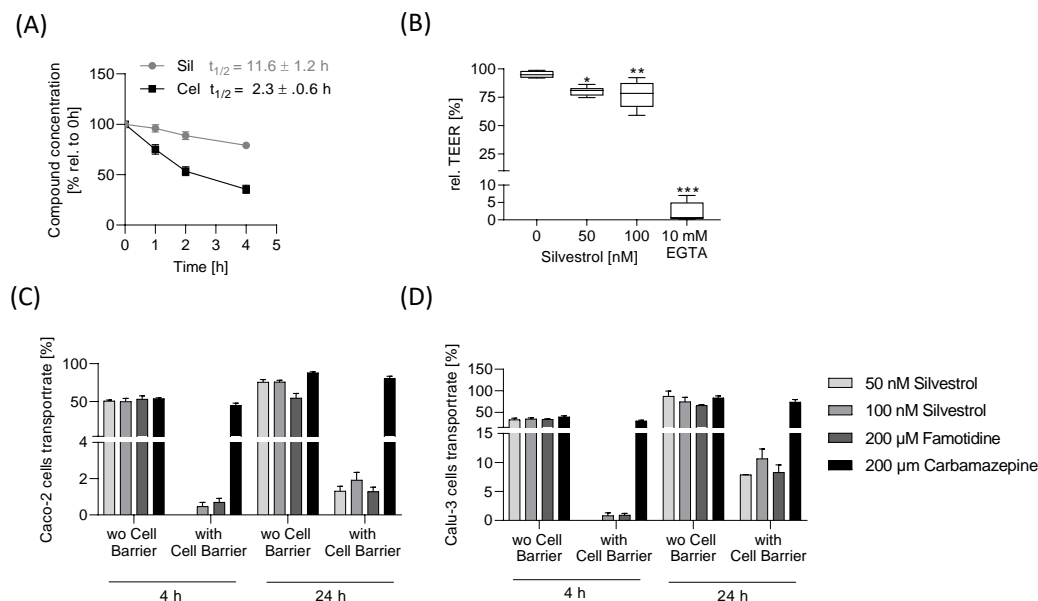 (A)
Compound concentration
[% rel. to 0h]
150
100
50
0
Sil t1/2 = 11.6 ± 1.2 h
Cel t1/2 = 2.3 ± .0.6 h
0 1 2 3 4 5
Time [h]
(B)
rel. TEER [%]
100
75
50
25
10
5
0
*
**
***
0 50 100 10 mM
EGTA
Silvestrol [nM]
(C)
Caco-2 cells transportrate [%]
100
50
4
2
0
wo Cell
Barrier
with
Cell Barrier
wo Cell
Barrier
with
Cell Barrier
4 h
24 h
(D)
Calu-3 cells transportrate [%]
150
100
50
15
10
5
0
wo Cell
Barrier
with
Cell Barrier
wo Cell
Barrier
with
Cell Barrier
4 h
24 h
50 nM Silvestrol
100 nM Silvestrol
200 µM Famotidine
200 µm Carbamazepine